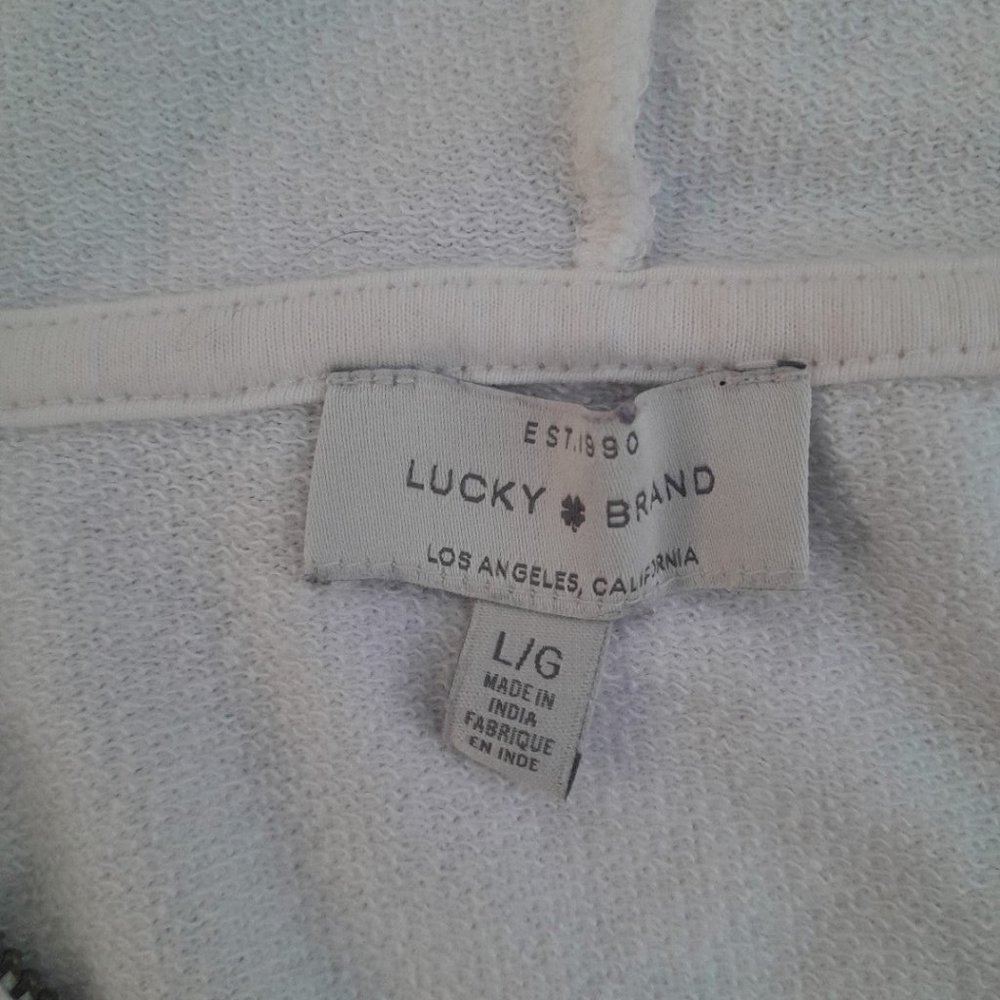 EST. 1990
LUCKY BRAND
LOS ANGELES, CALIFORNIA
L/G
MADE IN
INDIA
FABRIQUE
EN INDE